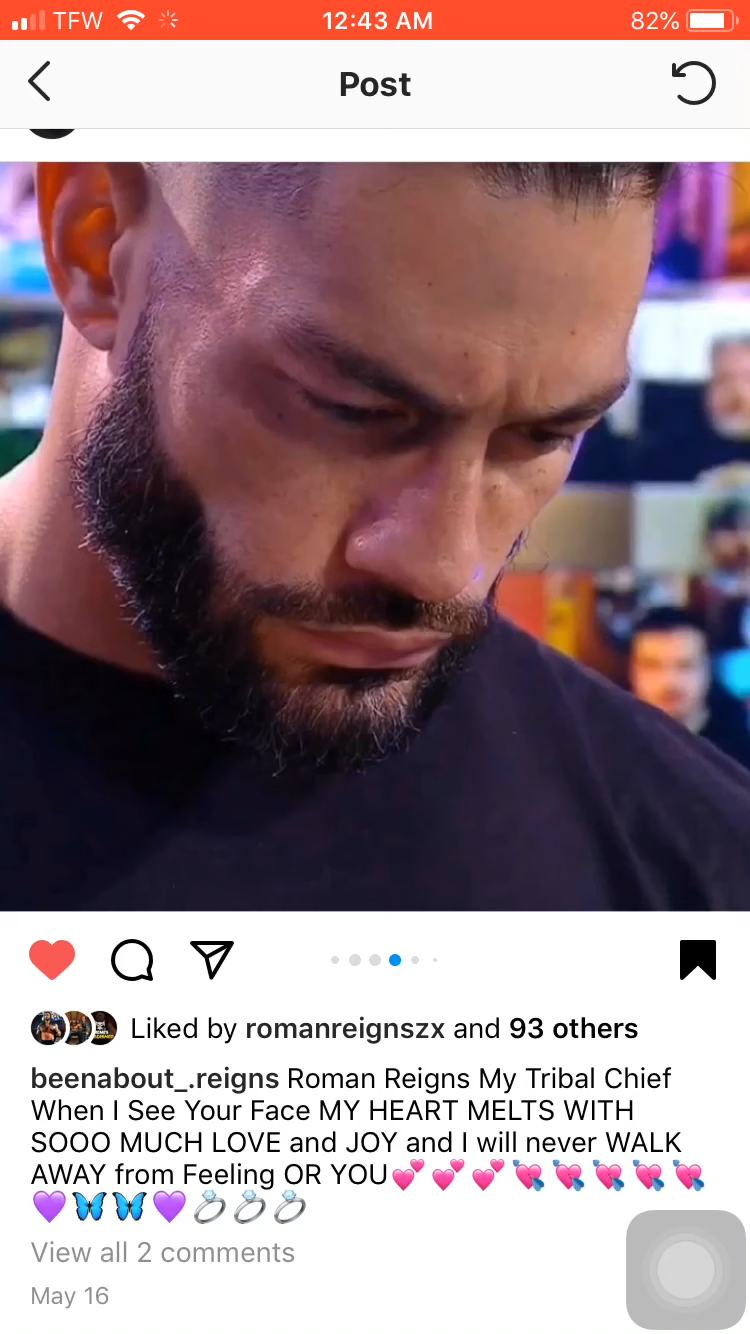 TFW 12:43 AM 82%
Post
Liked by romanreignszx and 93 others
beenabout_.reigns Roman Reigns My Tribal Chief
When I See Your Face MY HEART MELTS WITH
SOOO MUCH LOVE and JOY and I will never WALK
AWAY from Feeling OR YOU💕💕💕💘💘💘💘💘
💜🦋🦋💜💍💍💍
View all 2 comments
May 16